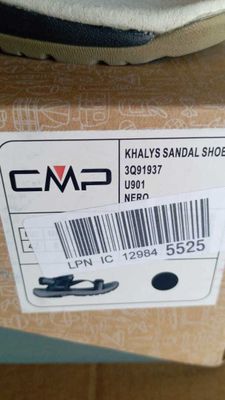 CMP
KHALYS SANDAL SHOE
3Q91937
U901
NERO
LPN IC 12984 5525